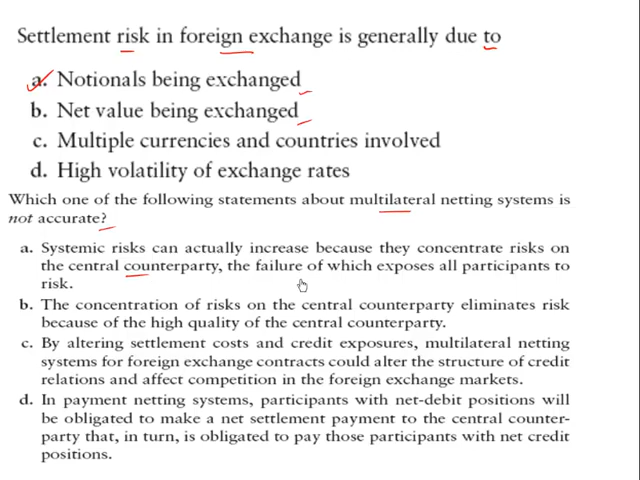 Settlement risk in foreign exchange is generally due to
a. Notionals being exchanged
b. Net value being exchanged
c. Multiple currencies and countries involved
d. High volatility of exchange rates
Which one of the following statements about multilateral netting systems is
not accurate?
a. Systemic risks can actually increase because they concentrate risks on
the central counterparty, the failure of which exposes all participants to
risk.
b. The concentration of risks on the central counterparty eliminates risk
because of the high quality of the central counterparty.
c. By altering settlement costs and credit exposures, multilateral netting
systems for foreign exchange contracts could alter the structure of credit
relations and affect competition in the foreign exchange markets.
d. In payment netting systems, participants with net-debit positions will
be obligated to make a net settlement payment to the central counter-
party that, in turn, is obligated to pay those participants with net credit
positions.